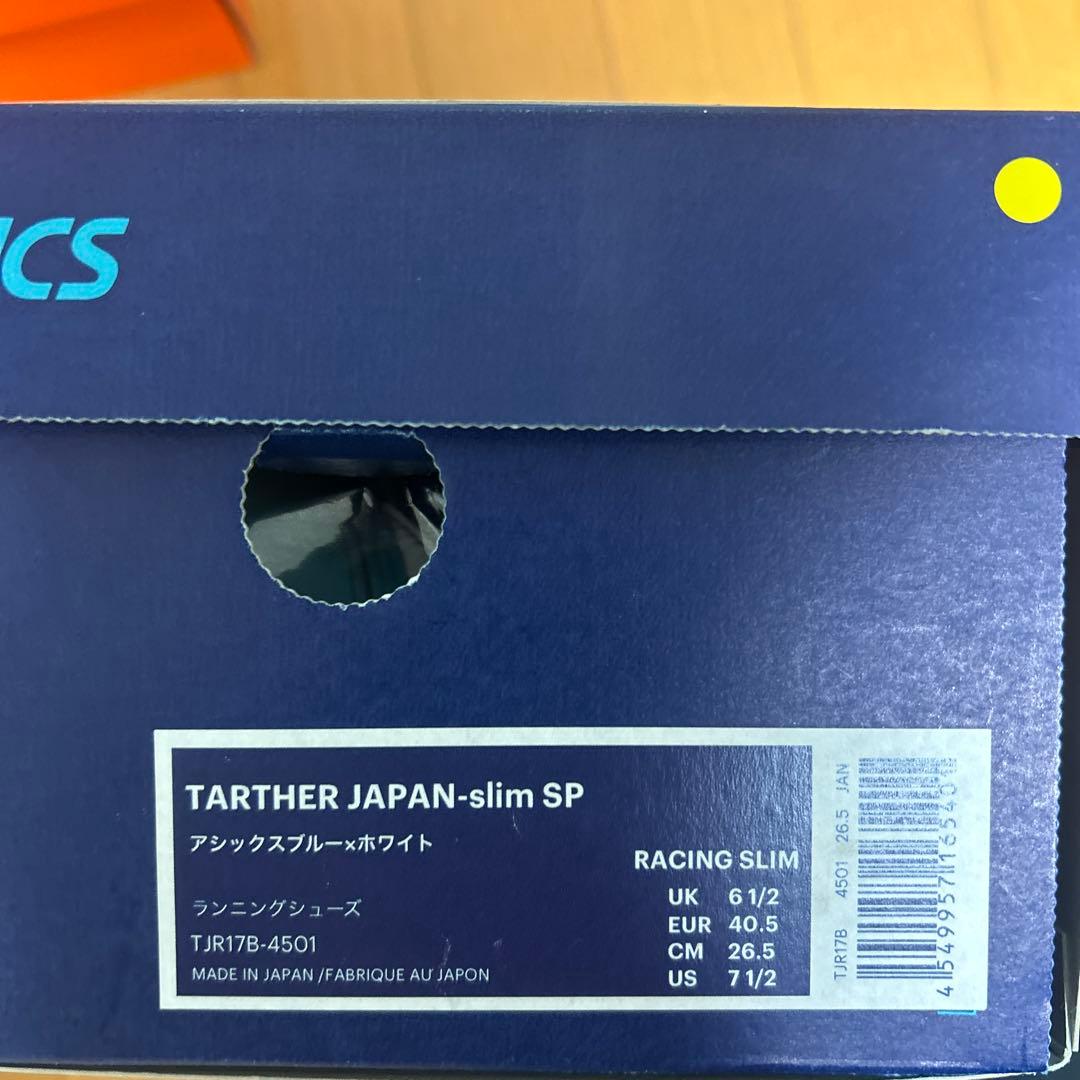 ICS
TARTHER JAPAN-slim SP
アシックスブルー×ホワイト
ランニングシューズ
TJR17B-4501
MADE IN JAPAN /FABRIQUE AU JAPON
RACING SLIM
UK 6 1/2
EUR 40.5
CM 26.5
US 7 1/2
TJR17B 4501 26.5 JAN